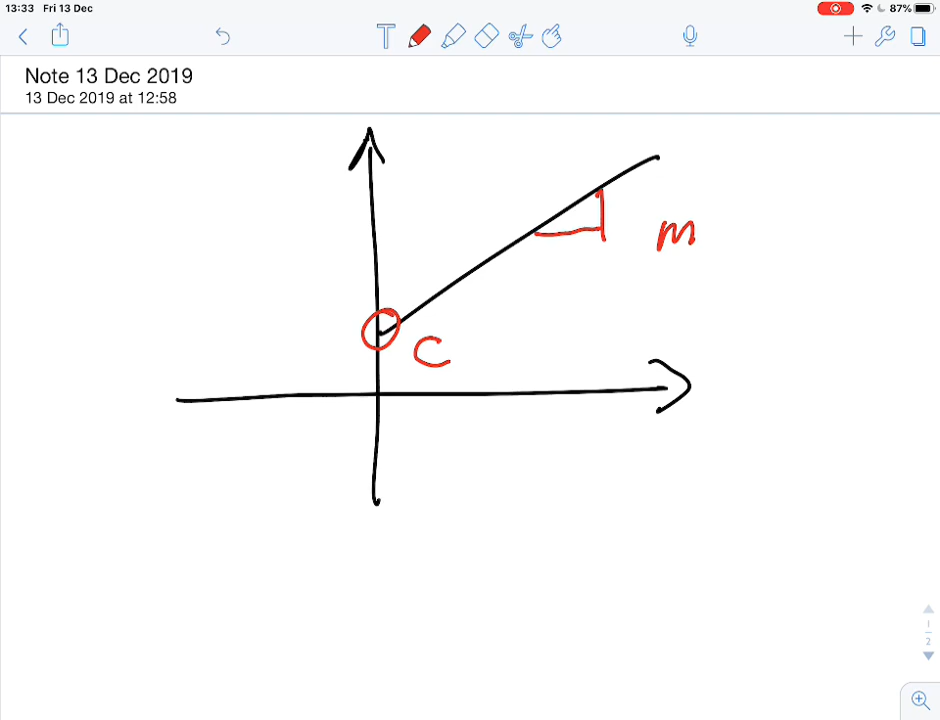 13:33 Fri 13 Dec 87%
T
Note 13 Dec 2019
13 Dec 2019 at 12:58
m
C
1
2